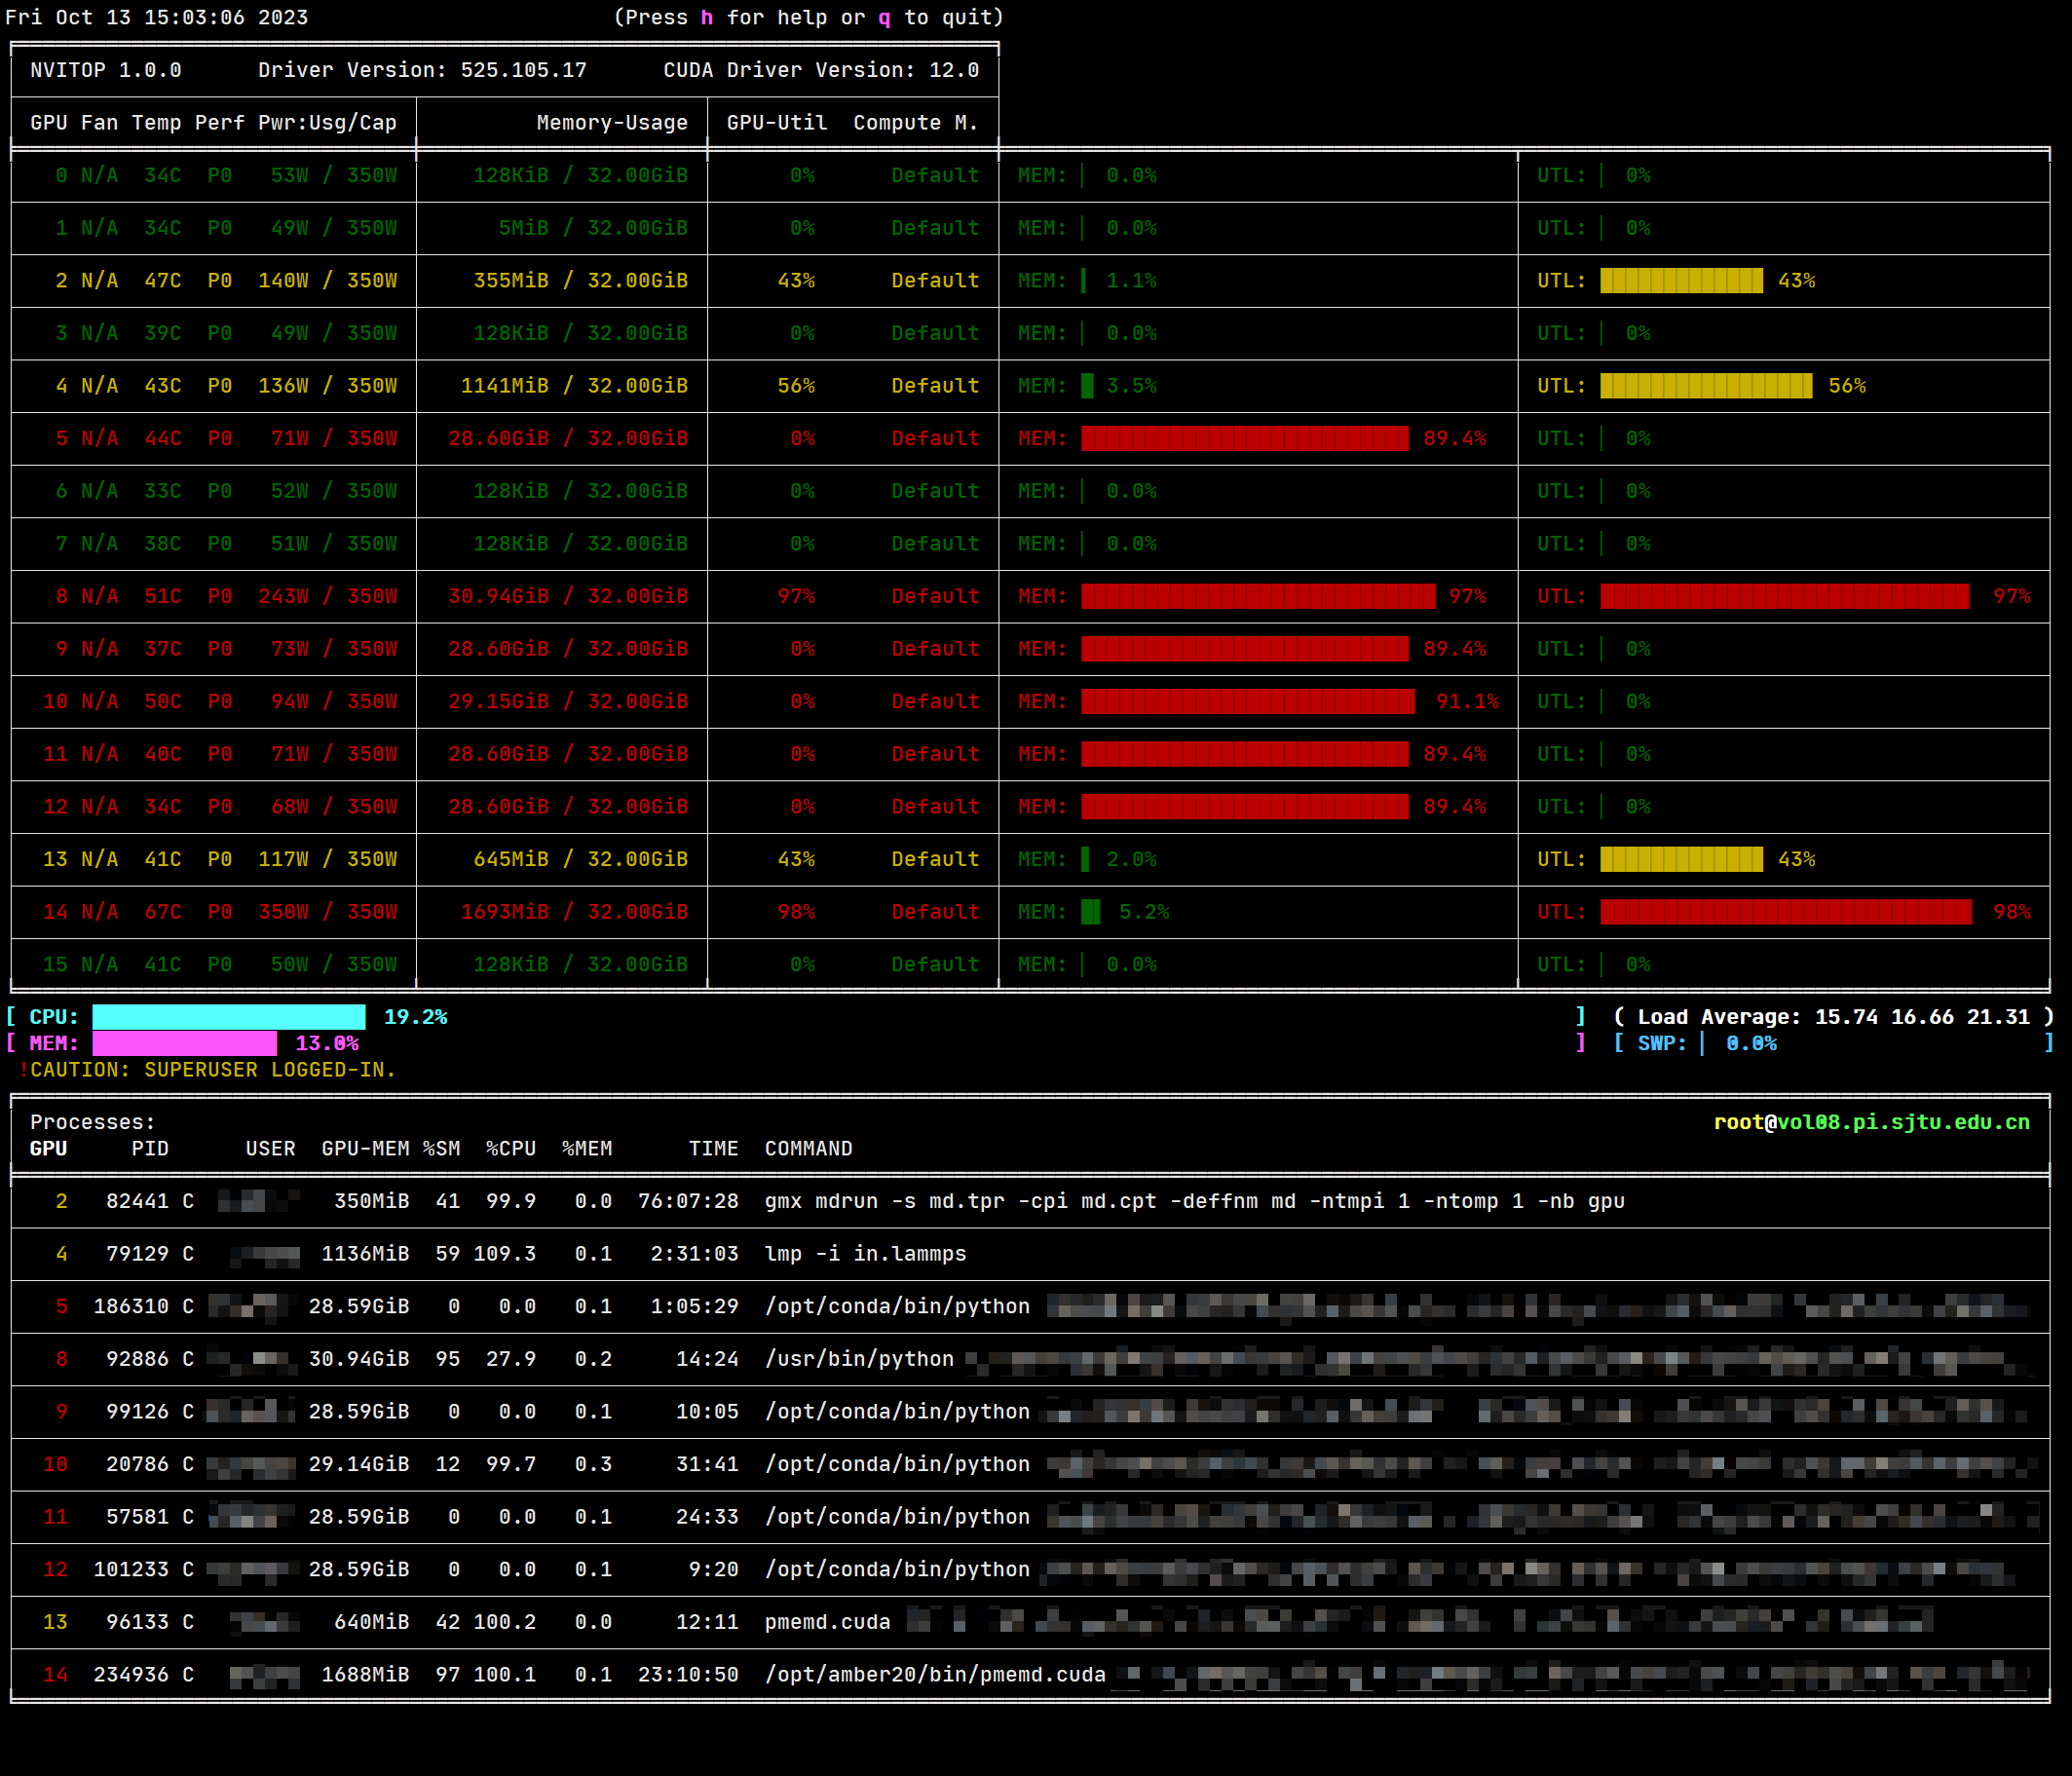 Fri Oct 13 15:03:06 2023 (Press h for help or q to quit)
NVITOP 1.0.0 Driver Version: 525.105.17 CUDA Driver Version: 12.0
GPU Fan Temp Perf Pwr:Usg/Cap Memory-Usage GPU-Util Compute M.
0 N/A 34C P0 53W / 350W 128KiB / 32.00GiB 0% Default MEM: 0.0% UTL: 0%
1 N/A 34C P0 49W / 350W 5MiB / 32.00GiB 0% Default MEM: 0.0% UTL: 0%
2 N/A 47C P0 140W / 350W 355MiB / 32.00GiB 43% Default MEM: 1.1% UTL: 43%
3 N/A 39C P0 49W / 350W 128KiB / 32.00GiB 0% Default MEM: 0.0% UTL: 0%
4 N/A 43C P0 136W / 350W 1141MiB / 32.00GiB 56% Default MEM: 3.5% UTL: 56%
5 N/A 44C P0 71W / 350W 28.60GiB / 32.00GiB 0% Default MEM: 89.4% UTL: 0%
6 N/A 33C P0 52W / 350W 128KiB / 32.00GiB 0% Default MEM: 0.0% UTL: 0%
7 N/A 38C P0 51W / 350W 128KiB / 32.00GiB 0% Default MEM: 0.0% UTL: 0%
8 N/A 51C P0 243W / 350W 30.94GiB / 32.00GiB 97% Default MEM: 97% UTL: 97%
9 N/A 37C P0 73W / 350W 28.60GiB / 32.00GiB 0% Default MEM: 89.4% UTL: 0%
10 N/A 50C P0 94W / 350W 29.15GiB / 32.00GiB 0% Default MEM: 91.1% UTL: 0%
11 N/A 40C P0 71W / 350W 28.60GiB / 32.00GiB 0% Default MEM: 89.4% UTL: 0%
12 N/A 34C P0 68W / 350W 28.60GiB / 32.00GiB 0% Default MEM: 89.4% UTL: 0%
13 N/A 41C P0 117W / 350W 645MiB / 32.00GiB 43% Default MEM: 2.0% UTL: 43%
14 N/A 67C P0 350W / 350W 1693MiB / 32.00GiB 98% Default MEM: 5.2% UTL: 98%
15 N/A 41C P0 50W / 350W 128KiB / 32.00GiB 0% Default MEM: 0.0% UTL: 0%
[ CPU: 19.2% ] ( Load Average: 15.74 16.66 21.31 )
[ MEM: 13.0% ] [ SWP: 0.0% ]
!CAUTION: SUPERUSER LOGGED-IN.
Processes: root@vol08.pi.sjtu.edu.cn
GPU PID USER GPU-MEM %SM %CPU %MEM TIME COMMAND
2 82441 C 350MiB 41 99.9 0.0 76:07:28 gmx mdrun -s md.tpr -cpi md.cpt -deffnm md -ntmpi 1 -ntomp 1 -nb gpu
4 79129 C 1136MiB 59 109.3 0.1 2:31:03 lmp -i in.lammps
5 186310 C 28.59GiB 0 0.0 0.1 1:05:29 /opt/conda/bin/python
8 92886 C 30.94GiB 95 27.9 0.2 14:24 /usr/bin/python
9 99126 C 28.59GiB 0 0.0 0.1 10:05 /opt/conda/bin/python
10 20786 C 29.14GiB 12 99.7 0.3 31:41 /opt/conda/bin/python
11 57581 C 28.59GiB 0 0.0 0.1 24:33 /opt/conda/bin/python
12 101233 C 28.59GiB 0 0.0 0.1 9:20 /opt/conda/bin/python
13 96133 C 640MiB 42 100.2 0.0 12:11 pmemd.cuda
14 234936 C 1688MiB 97 100.1 0.1 23:10:50 /opt/amber20/bin/pmemd.cuda